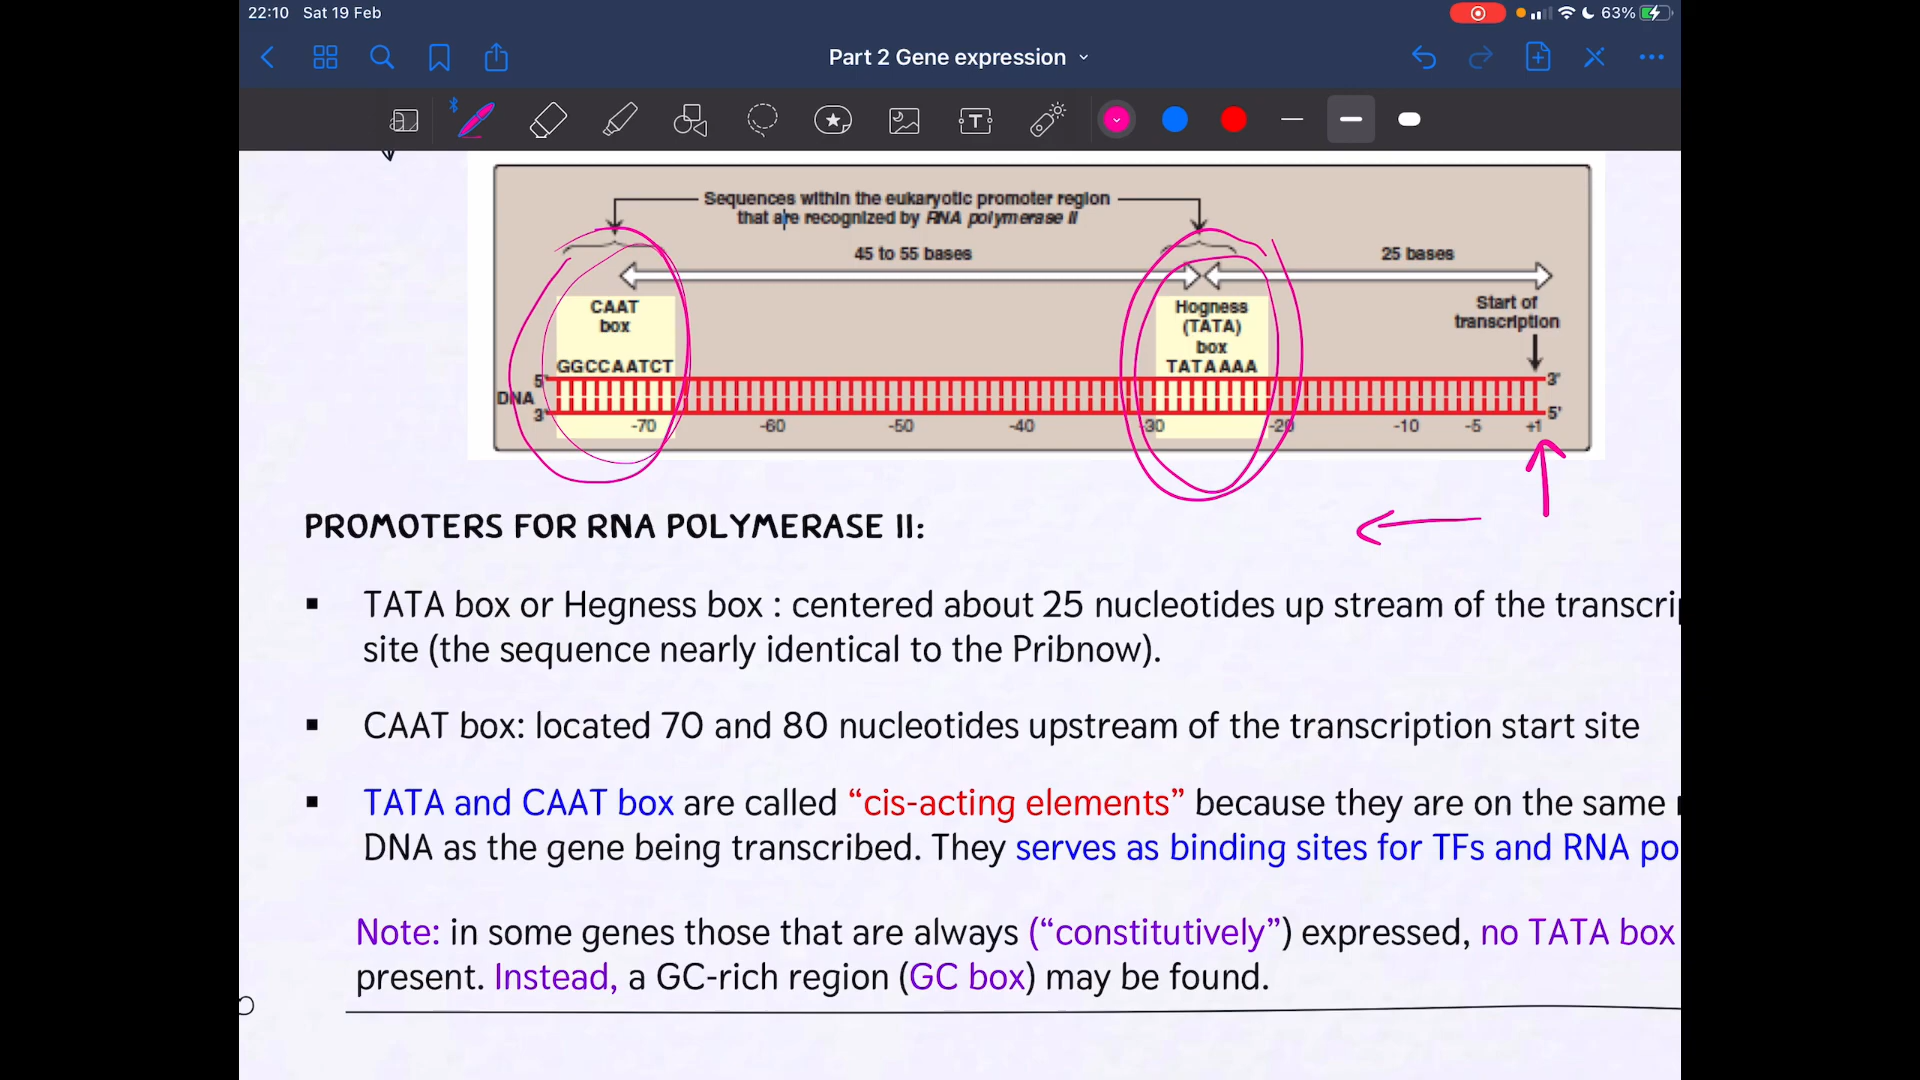 22:10 Sat 19 Feb
63%
Part 2 Gene expression
Sequences within the eukaryotic promoter region
that are recognized by RNA polymerase II
45 to 55 bases
25 bases
CAAT
box
GGCCAATCT
Hogness
(TATA)
box
TATAAAA
Start of
transcription
5' 3'
DNA
3' 5'
-70 -60 -50 -40 -30 -20 -10 -5 +1
PROMOTERS FOR RNA POLYMERASE II:
▪ TATA box or Hegness box : centered about 25 nucleotides up stream of the transcrip
site (the sequence nearly identical to the Pribnow).
▪ CAAT box: located 70 and 80 nucleotides upstream of the transcription start site
▪ TATA and CAAT box are called “cis-acting elements” because they are on the same
DNA as the gene being transcribed. They serves as binding sites for TFs and RNA po
Note: in some genes those that are always (“constitutively”) expressed, no TATA box
present. Instead, a GC-rich region (GC box) may be found.